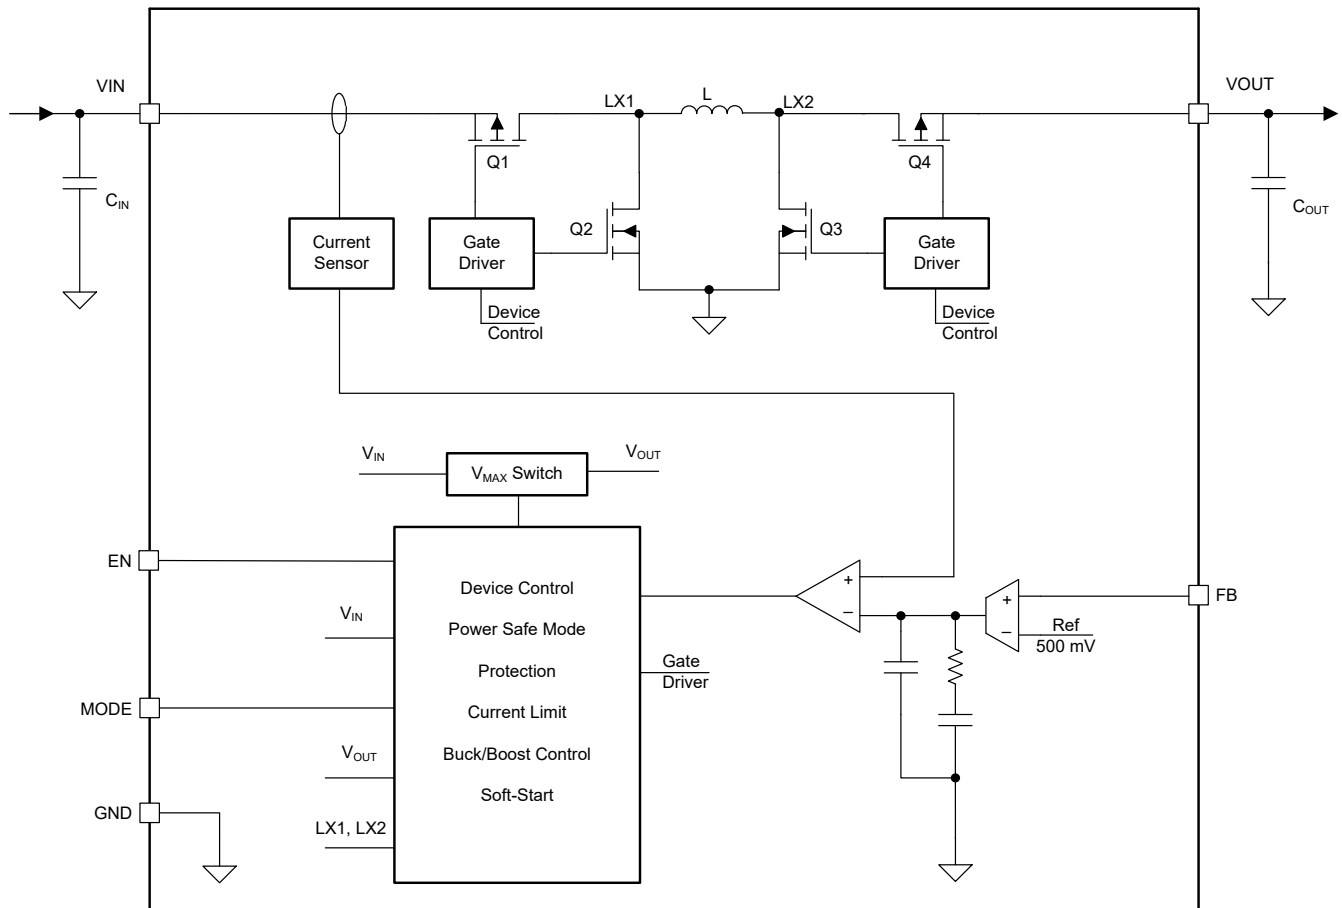 VIN
LX1
L
LX2
VOUT
Q1
Q4
CIN
COUT
Q2
Q3
Current
Sensor
Gate
Driver
Gate
Driver
Device
Control
Device
Control
VIN
VMAX Switch
VOUT
EN
Device Control
+
−
FB
+
Ref
−
500 mV
VIN
Power Safe Mode
Protection
Gate
Driver
MODE
Current Limit
VOUT
Buck/Boost Control
Soft-Start
GND
LX1, LX2